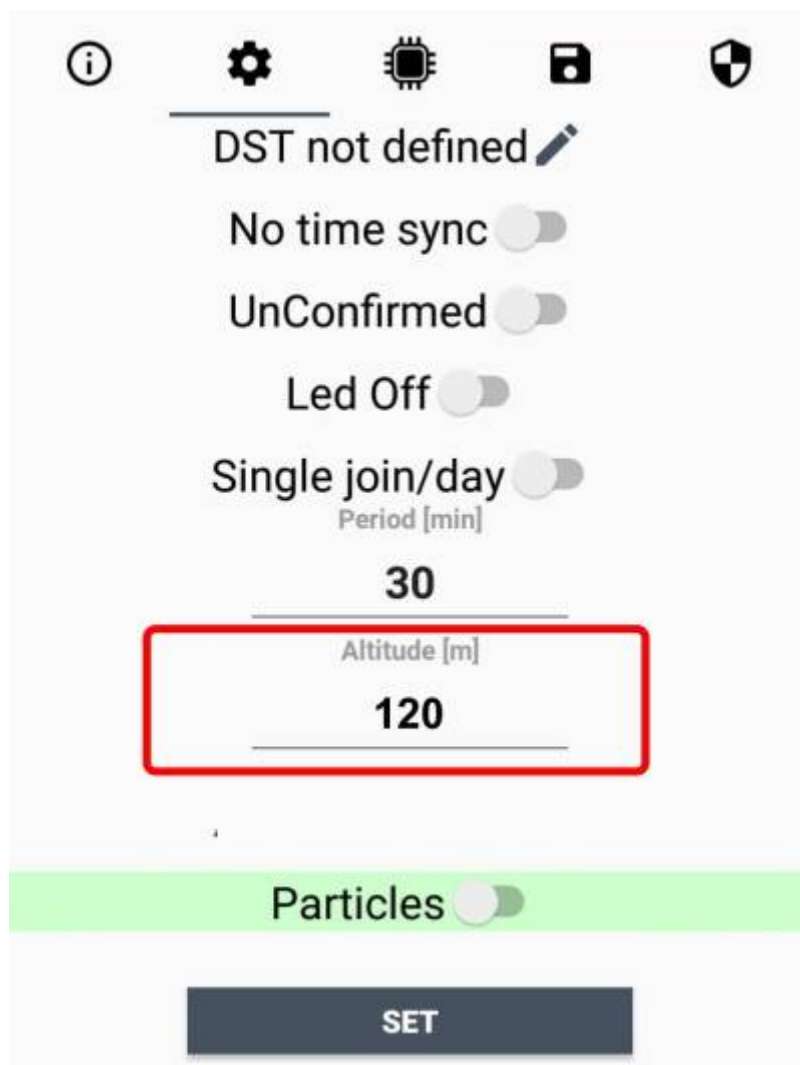 DST not defined
No time sync
UnConfirmed
Led Off
Single join/day
Period [min]
30
Altitude [m]
120
Particles
SET